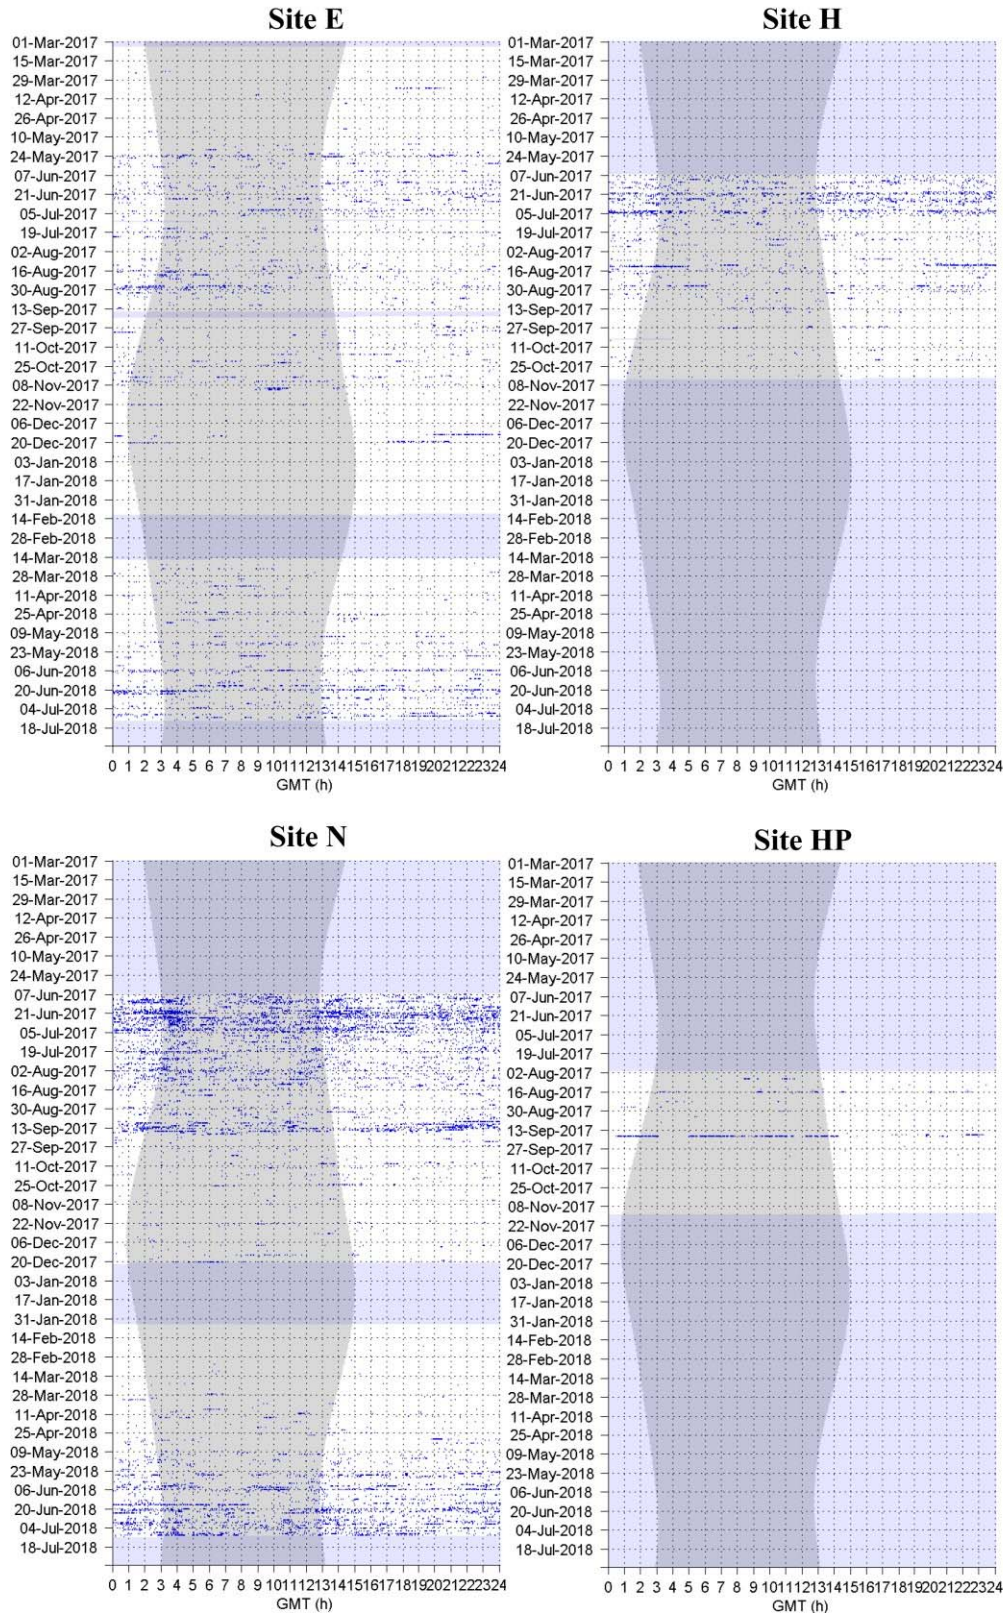 Site E
01-Mar-2017
15-Mar-2017
29-Mar-2017
12-Apr-2017
26-Apr-2017
10-May-2017
24-May-2017
07-Jun-2017
21-Jun-2017
05-Jul-2017
19-Jul-2017
02-Aug-2017
16-Aug-2017
30-Aug-2017
13-Sep-2017
27-Sep-2017
11-Oct-2017
25-Oct-2017
08-Nov-2017
22-Nov-2017
06-Dec-2017
20-Dec-2017
03-Jan-2018
17-Jan-2018
31-Jan-2018
14-Feb-2018
28-Feb-2018
14-Mar-2018
28-Mar-2018
11-Apr-2018
25-Apr-2018
09-May-2018
23-May-2018
06-Jun-2018
20-Jun-2018
04-Jul-2018
18-Jul-2018
0 1 2 3 4 5 6 7 8 9 10 11 12 13 14 15 16 17 18 19 20 21 22 23 24
GMT (h)
Site H
01-Mar-2017
15-Mar-2017
29-Mar-2017
12-Apr-2017
26-Apr-2017
10-May-2017
24-May-2017
07-Jun-2017
21-Jun-2017
05-Jul-2017
19-Jul-2017
02-Aug-2017
16-Aug-2017
30-Aug-2017
13-Sep-2017
27-Sep-2017
11-Oct-2017
25-Oct-2017
08-Nov-2017
22-Nov-2017
06-Dec-2017
20-Dec-2017
03-Jan-2018
17-Jan-2018
31-Jan-2018
14-Feb-2018
28-Feb-2018
14-Mar-2018
28-Mar-2018
11-Apr-2018
25-Apr-2018
09-May-2018
23-May-2018
06-Jun-2018
20-Jun-2018
04-Jul-2018
18-Jul-2018
0 1 2 3 4 5 6 7 8 9 10 11 12 13 14 15 16 17 18 19 20 21 22 23 24
GMT (h)
Site N
01-Mar-2017
15-Mar-2017
29-Mar-2017
12-Apr-2017
26-Apr-2017
10-May-2017
24-May-2017
07-Jun-2017
21-Jun-2017
05-Jul-2017
19-Jul-2017
02-Aug-2017
16-Aug-2017
30-Aug-2017
13-Sep-2017
27-Sep-2017
11-Oct-2017
25-Oct-2017
08-Nov-2017
22-Nov-2017
06-Dec-2017
20-Dec-2017
03-Jan-2018
17-Jan-2018
31-Jan-2018
14-Feb-2018
28-Feb-2018
14-Mar-2018
28-Mar-2018
11-Apr-2018
25-Apr-2018
09-May-2018
23-May-2018
06-Jun-2018
20-Jun-2018
04-Jul-2018
18-Jul-2018
0 1 2 3 4 5 6 7 8 9 10 11 12 13 14 15 16 17 18 19 20 21 22 23 24
GMT (h)
Site HP
01-Mar-2017
15-Mar-2017
29-Mar-2017
12-Apr-2017
26-Apr-2017
10-May-2017
24-May-2017
07-Jun-2017
21-Jun-2017
05-Jul-2017
19-Jul-2017
02-Aug-2017
16-Aug-2017
30-Aug-2017
13-Sep-2017
27-Sep-2017
11-Oct-2017
25-Oct-2017
08-Nov-2017
22-Nov-2017
06-Dec-2017
20-Dec-2017
03-Jan-2018
17-Jan-2018
31-Jan-2018
14-Feb-2018
28-Feb-2018
14-Mar-2018
28-Mar-2018
11-Apr-2018
25-Apr-2018
09-May-2018
23-May-2018
06-Jun-2018
20-Jun-2018
04-Jul-2018
18-Jul-2018
0 1 2 3 4 5 6 7 8 9 10 11 12 13 14 15 16 17 18 19 20 21 22 23 24
GMT (h)